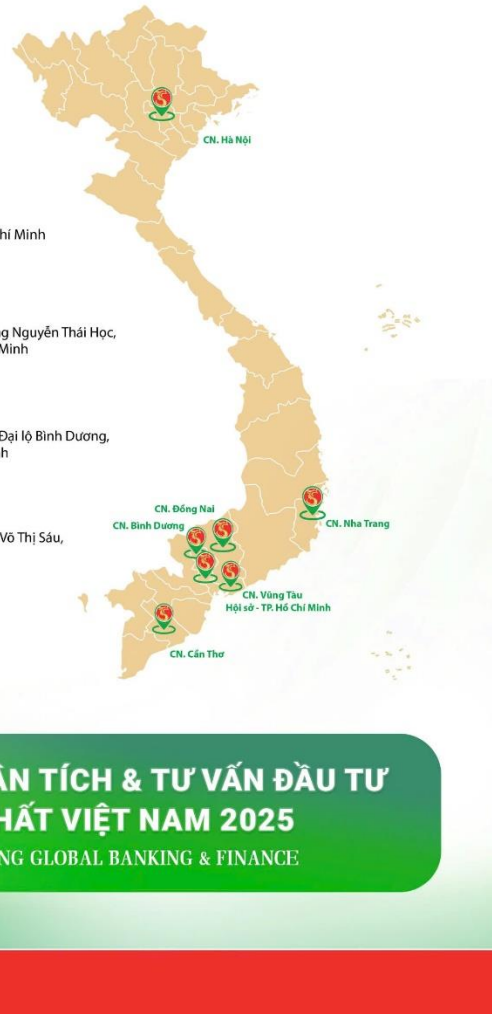 CN. Hà Nội
hí Minh
g Nguyễn Thái Học,
Minh
Đại lộ Bình Dương,
h
CN. Đồng Nai
CN. Bình Dương
CN. Nha Trang
Võ Thị Sáu,
CN. Vũng Tàu
Hội sở - TP. Hồ Chí Minh
CN. Cần Thơ
ÂN TÍCH & TƯ VẤN ĐẦU TƯ
HẤT VIỆT NAM 2025
NG GLOBAL BANKING & FINANCE